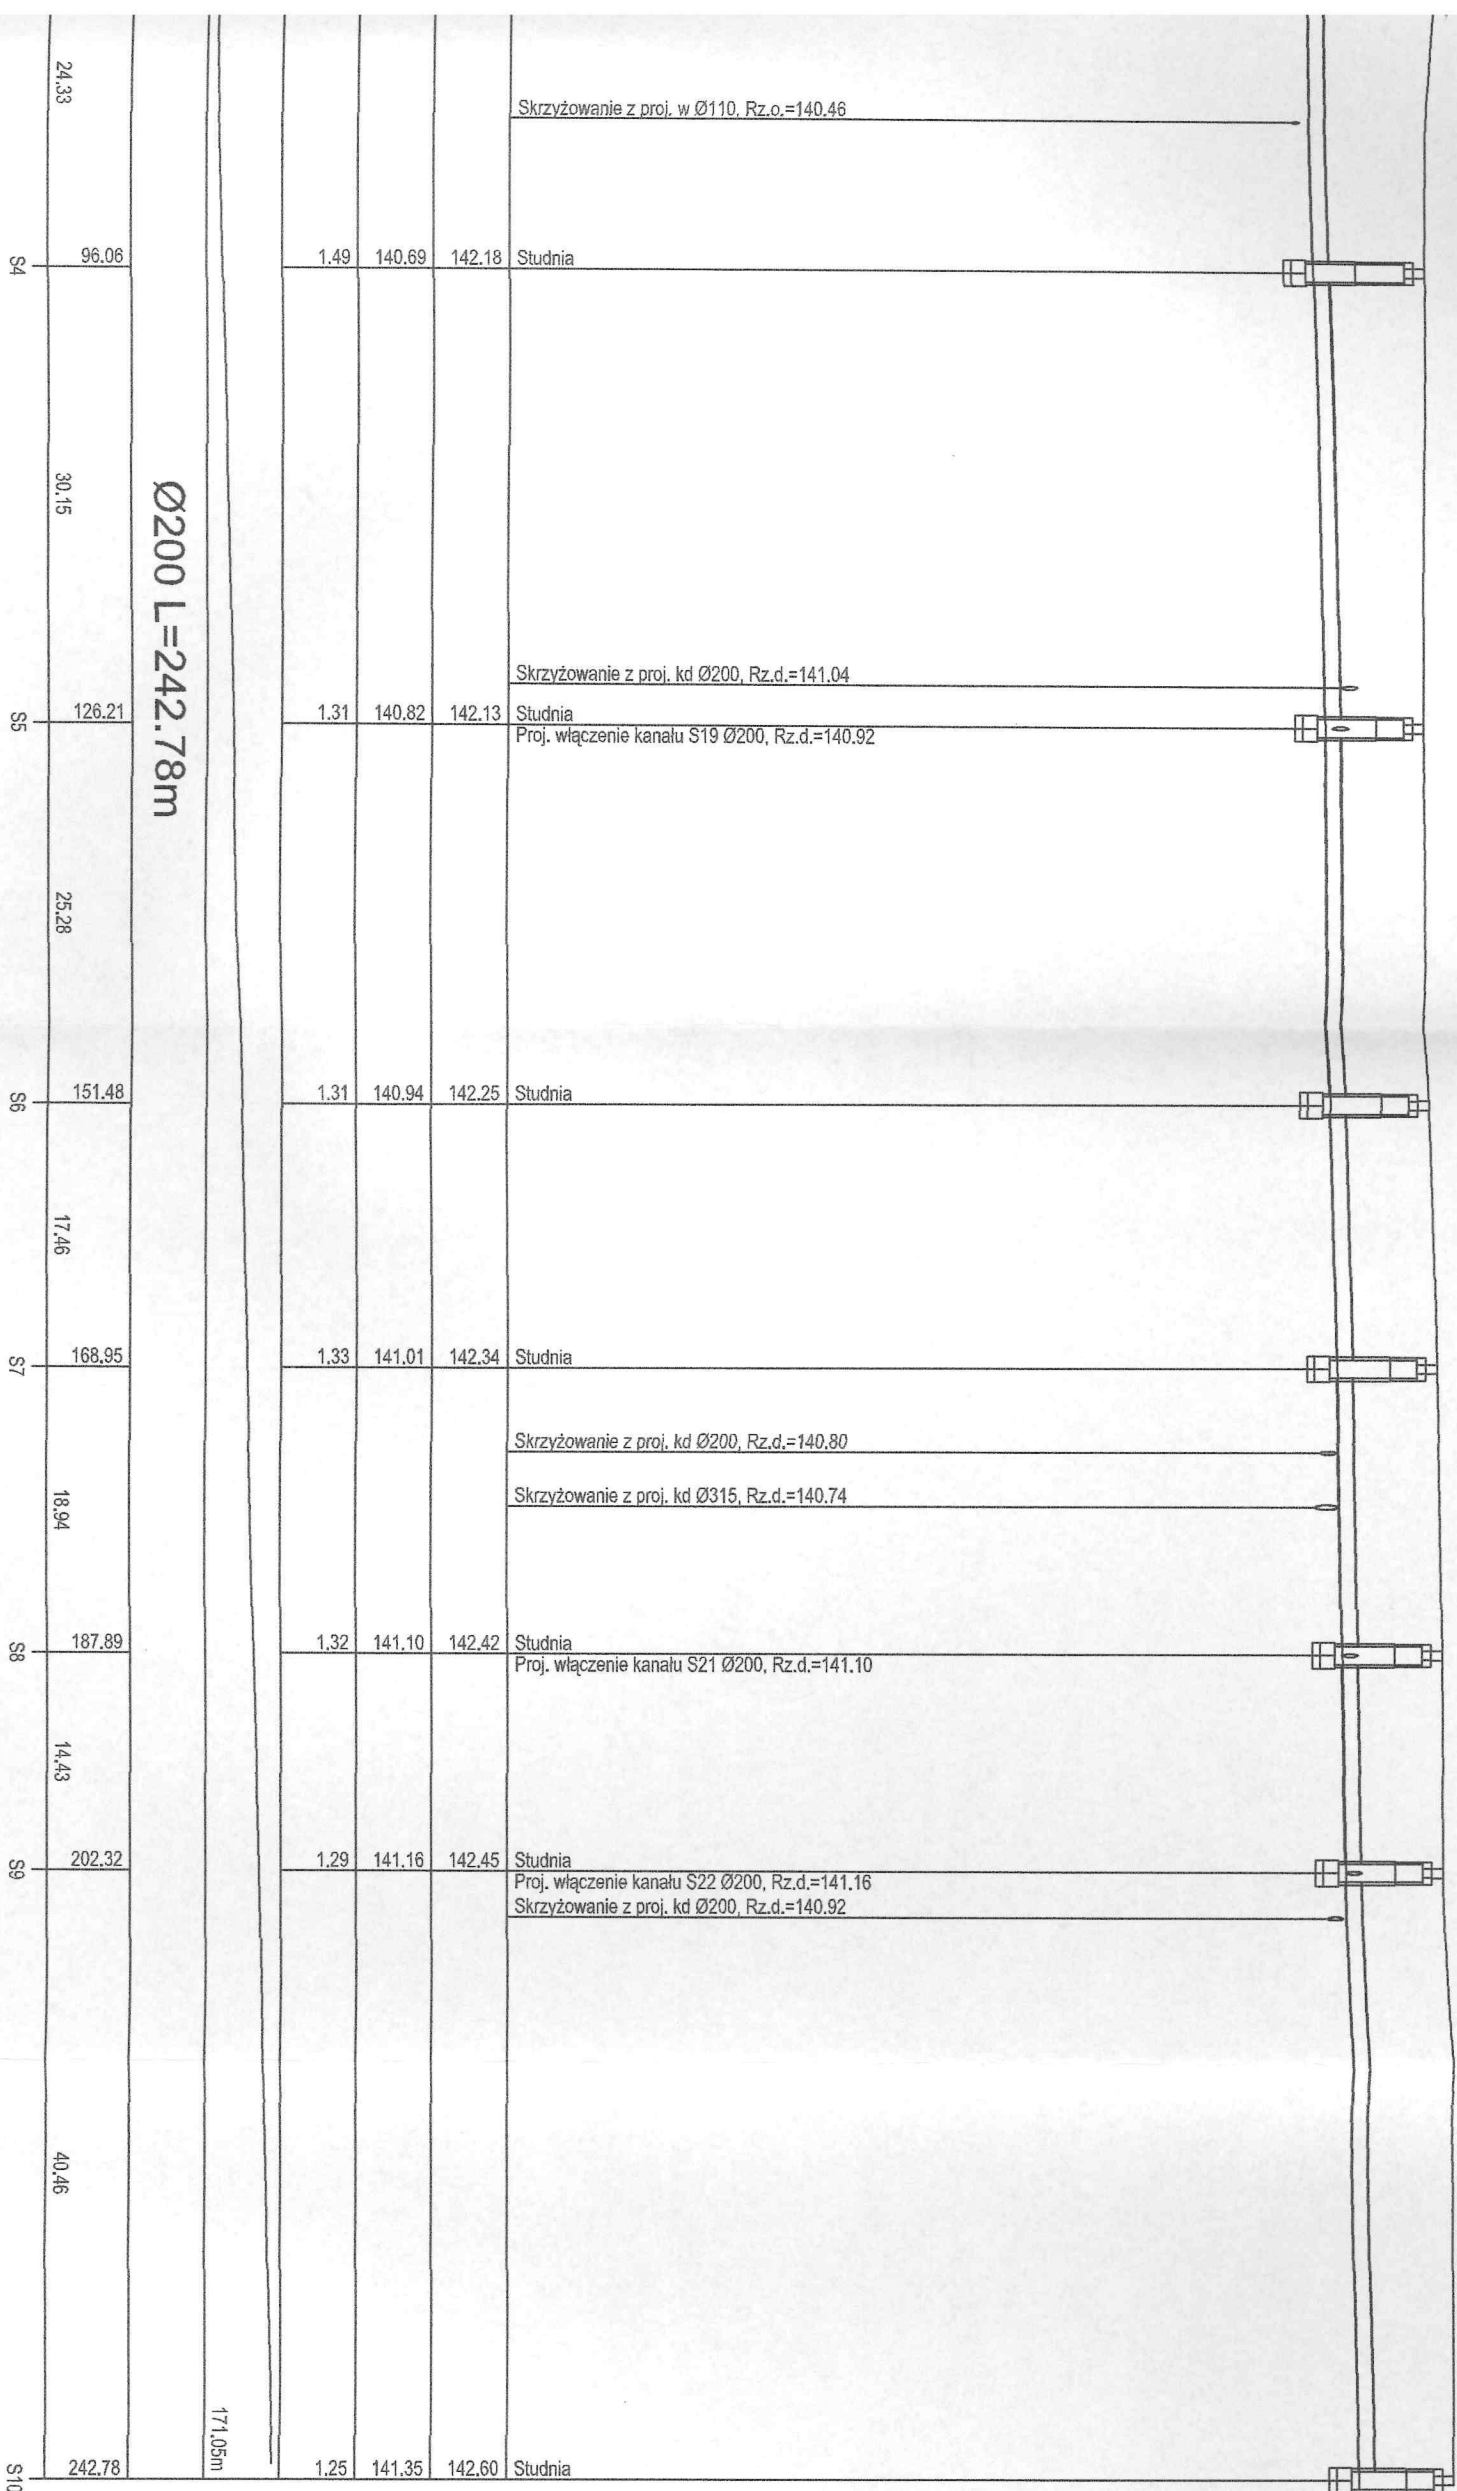 24.33
Skrzyżowanie z proj. w Ø110, Rz.o.=140.46
S4 96.06 1.49 140.69 142.18 Studnia
30.15
Ø200 L=242.78m
Skrzyżowanie z proj. kd Ø200, Rz.d.=141.04
S5 126.21 1.31 140.82 142.13 Studnia
Proj. włączenie kanału S19 Ø200, Rz.d.=140.92
25.28
S6 151.48 1.31 140.94 142.25 Studnia
17.46
S7 168.95 1.33 141.01 142.34 Studnia
Skrzyżowanie z proj. kd Ø200, Rz.d.=140.80
18.94
Skrzyżowanie z proj. kd Ø315, Rz.d.=140.74
S8 187.89 1.32 141.10 142.42 Studnia
Proj. włączenie kanału S21 Ø200, Rz.d.=141.10
14.43
S9 202.32 1.29 141.16 142.45 Studnia
Proj. włączenie kanału S22 Ø200, Rz.d.=141.16
Skrzyżowanie z proj. kd Ø200, Rz.d.=140.92
40.46
171.05m
S10 242.78 1.25 141.35 142.60 Studnia